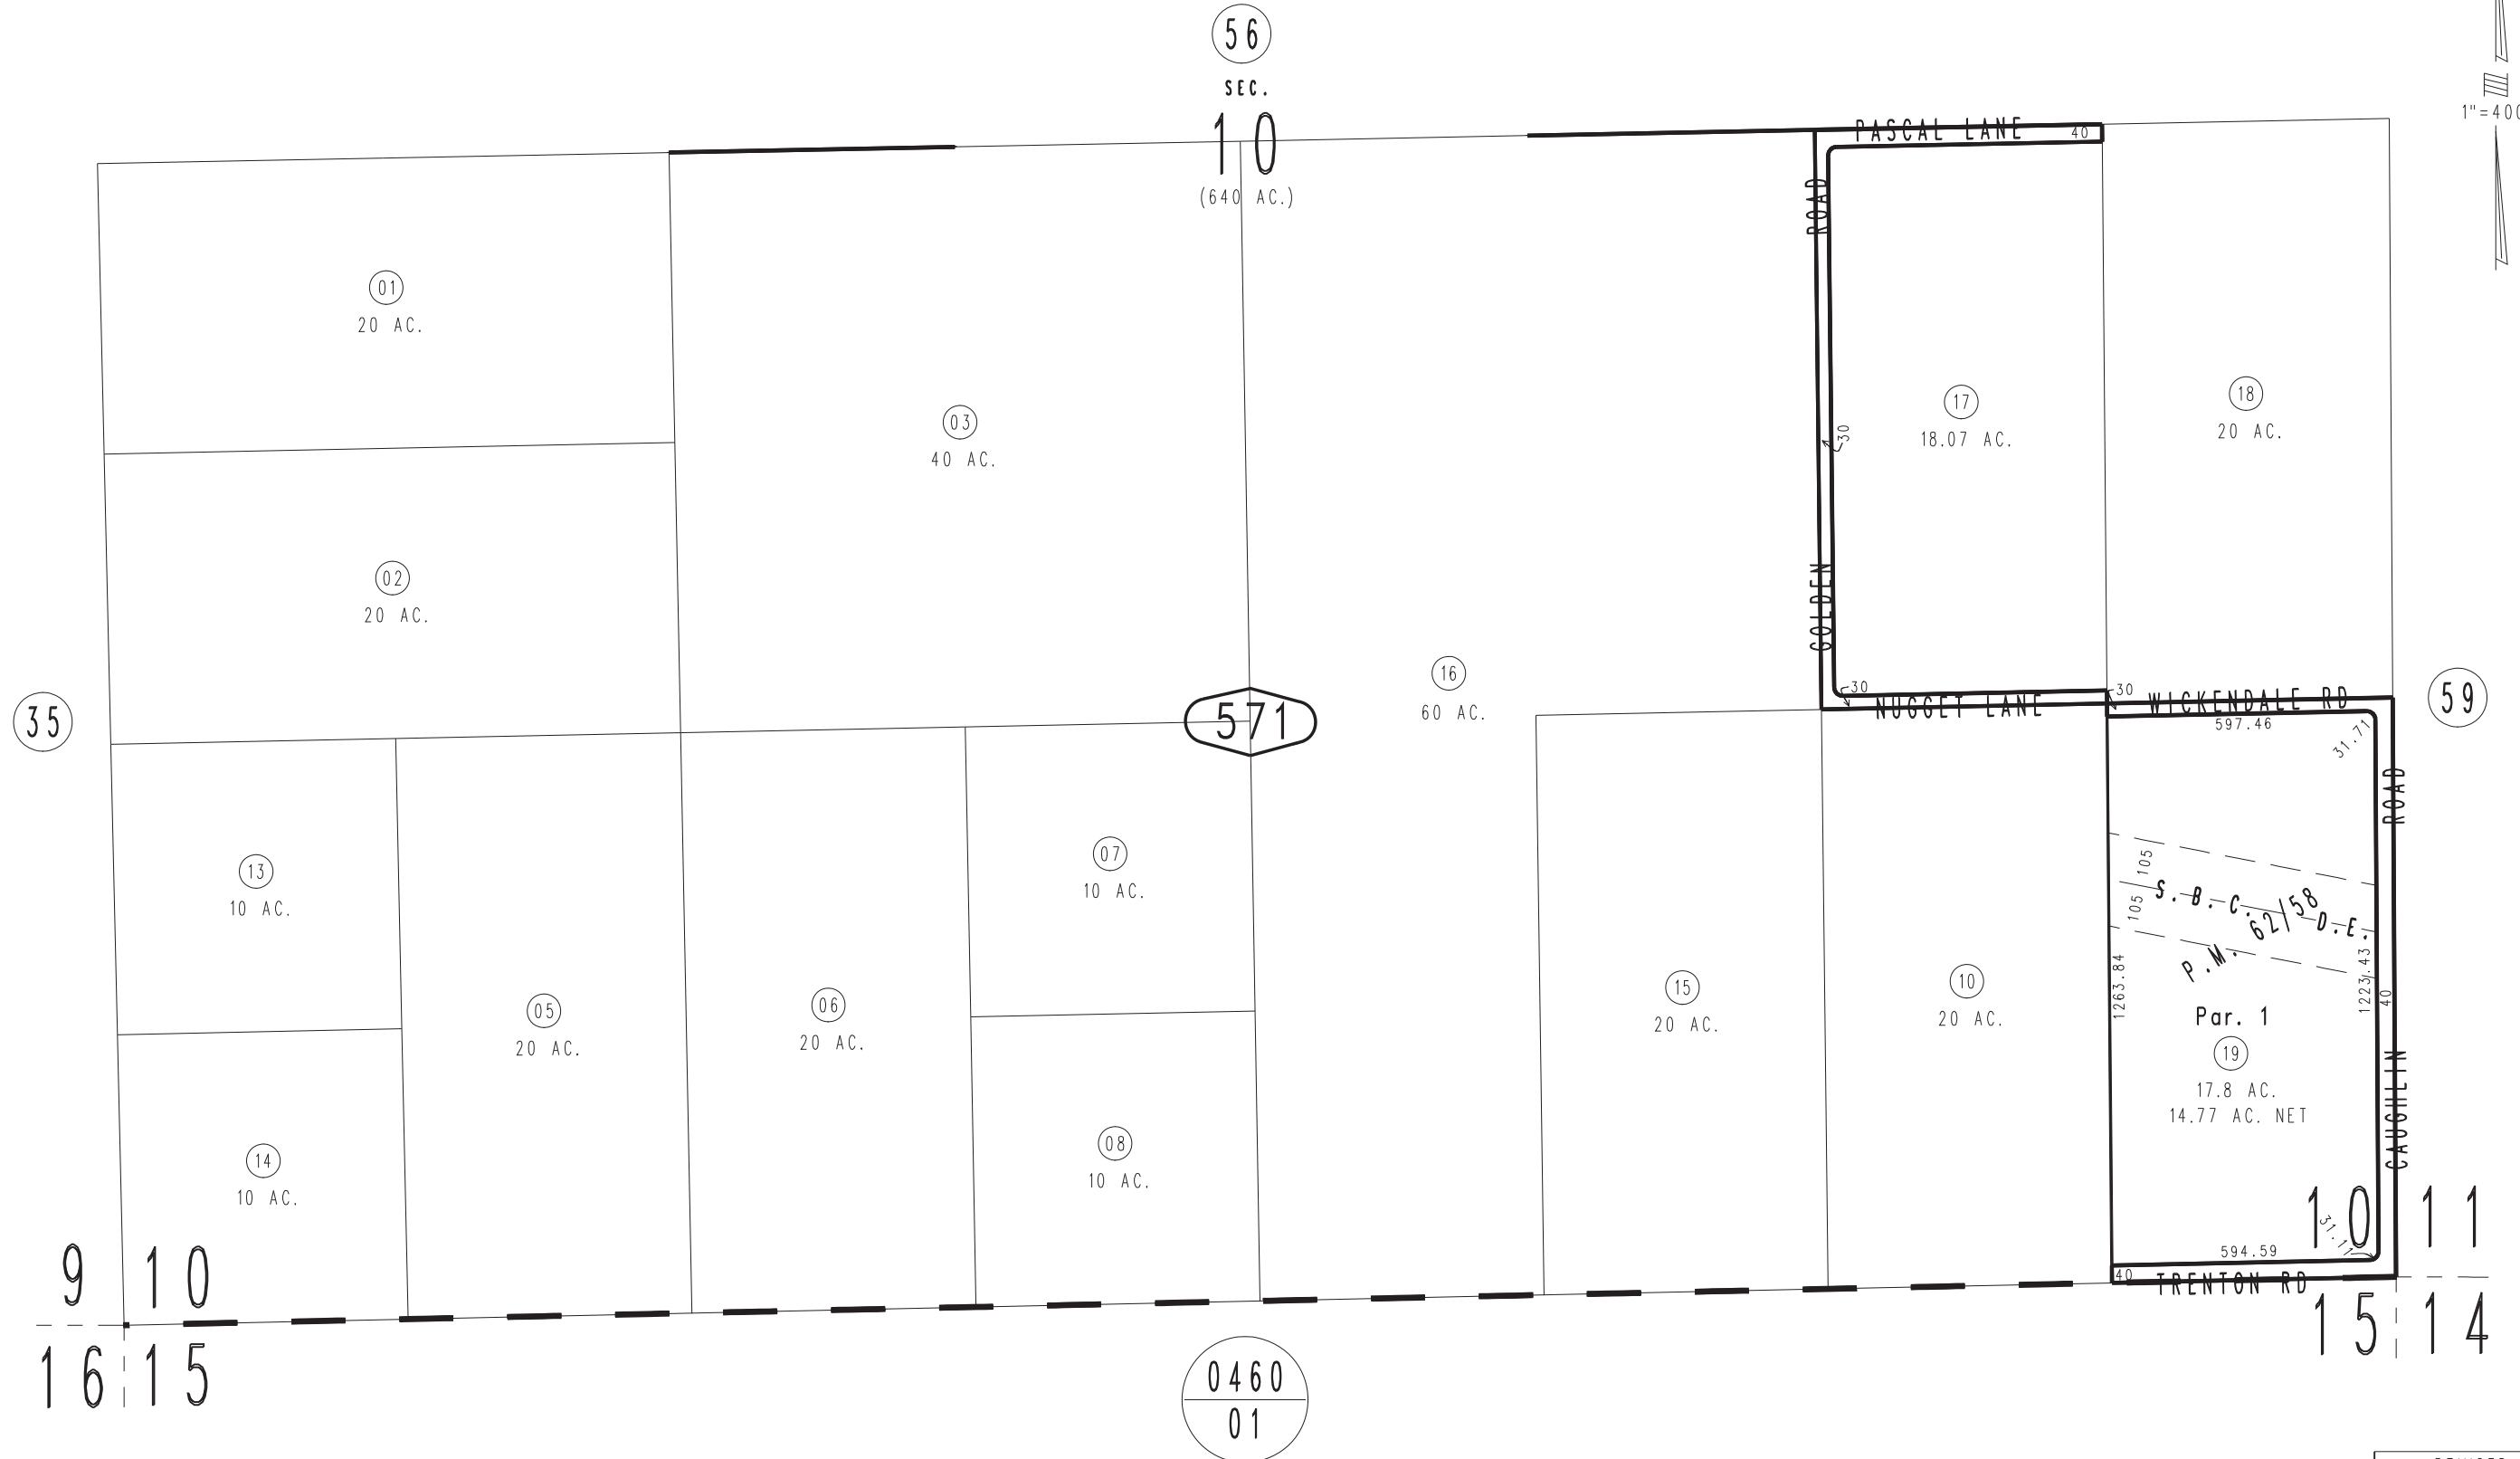 56
SEC.
10
(640 AC.)
1"=400
PASCAL LANE
40
ROAD
01
20 AC.
03
40 AC.
17
18.07 AC.
18
20 AC.
30
02
20 AC.
GOLDEN
16
60 AC.
30
NUGGET LANE
30
WICKENDALE RD
597.46
31.71
35
571
59
ROAD
13
10 AC.
07
10 AC.
105
105
S.B.C. D.E.
P.M. 62/58
1263.84
1223.43
40
15
20 AC.
10
20 AC.
05
20 AC.
06
20 AC.
Par. 1
19
17.8 AC.
14.77 AC. NET
CAUGHLIN
14
10 AC.
08
10 AC.
9 10
10 11
31.11
594.59
40
TRENTON RD
16 15
15 14
0460
01